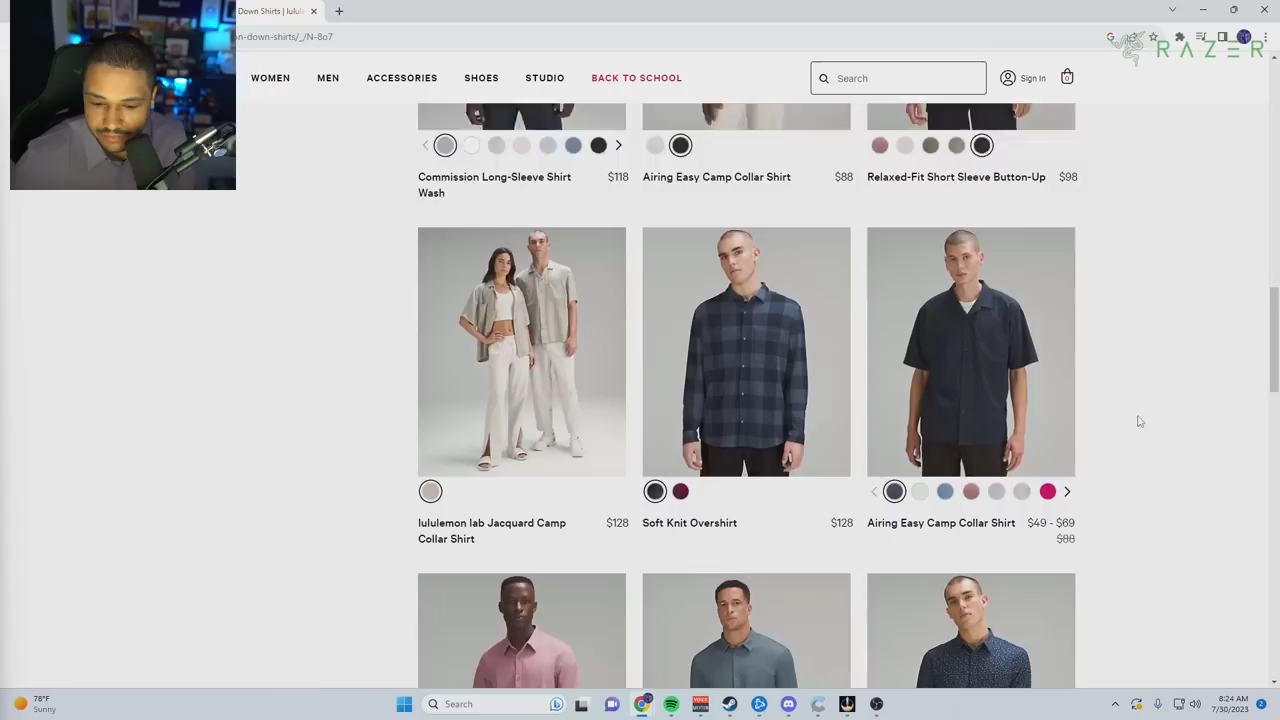 Down Shirts | lulul
n-down-shirts/_/N-8o7
RAZER
WOMEN MEN ACCESSORIES SHOES STUDIO BACK TO SCHOOL
Search
Sign In
0
Commission Long-Sleeve Shirt Wash $118
Airing Easy Camp Collar Shirt $88
Relaxed-Fit Short Sleeve Button-Up $98
lululemon lab Jacquard Camp Collar Shirt $128
Soft Knit Overshirt $128
Airing Easy Camp Collar Shirt $49 - $69
$88
78°F
Sunny
Search
8:24 AM
7/30/2023
2